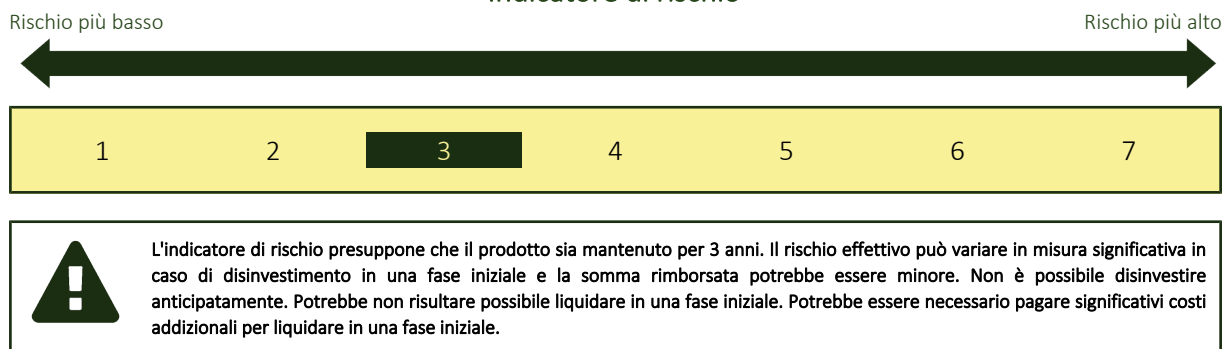 Indicatore di rischio
Rischio più basso Rischio più alto
1 2 3 4 5 6 7
L'indicatore di rischio presuppone che il prodotto sia mantenuto per 3 anni. Il rischio effettivo può variare in misura significativa in
caso di disinvestimento in una fase iniziale e la somma rimborsata potrebbe essere minore. Non è possibile disinvestire
anticipatamente. Potrebbe non risultare possibile liquidare in una fase iniziale. Potrebbe essere necessario pagare significativi costi
addizionali per liquidare in una fase iniziale.